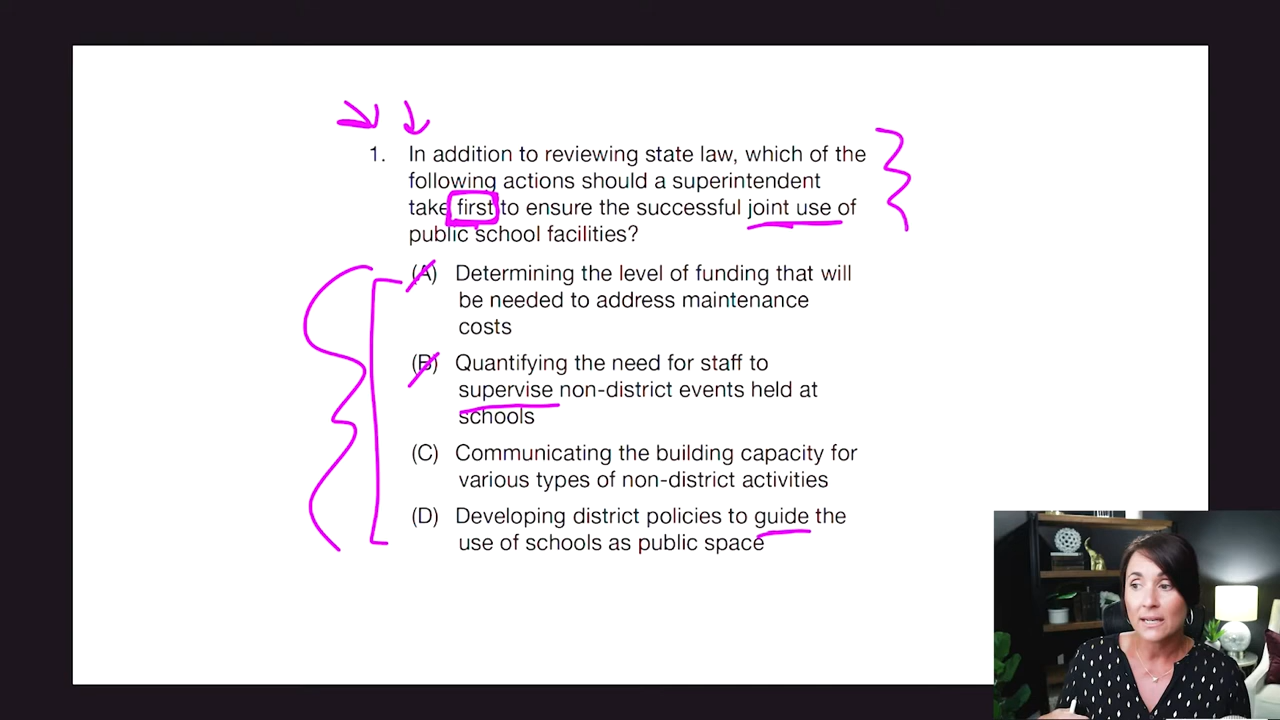 1. In addition to reviewing state law, which of the
following actions should a superintendent
take first to ensure the successful joint use of
public school facilities?
(A) Determining the level of funding that will
be needed to address maintenance
costs
(B) Quantifying the need for staff to
supervise non-district events held at
schools
(C) Communicating the building capacity for
various types of non-district activities
(D) Developing district policies to guide the
use of schools as public space